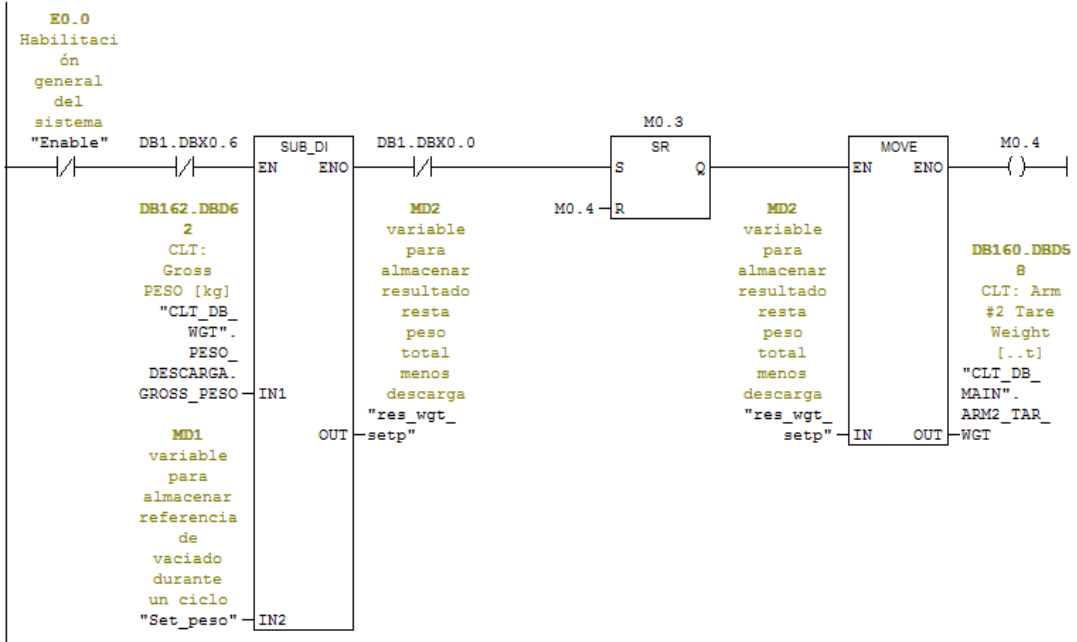 E0.0
Habilitaci
ón
general
del
sistema
"Enable"
DB1.DBX0.6
SUB_DI
EN ENO
DB1.DBX0.0
M0.3
SR
S Q
M0.4
R
MOVE
EN ENO
M0.4
DB162.DBD6
2
CLT:
Gross
PESO [kg]
"CLT_DB_
WGT".
PESO_
DESCARGA.
GROSS_PESO
IN1
MD2
variable
para
almacenar
resultado
resta
peso
total
menos
descarga
"res_wgt_
setp"
OUT
MD2
variable
para
almacenar
resultado
resta
peso
total
menos
descarga
"res_wgt_
setp"
IN OUT
DB160.DBD5
8
CLT: Arm
#2 Tare
Weight
[..t]
"CLT_DB_
MAIN".
ARM2_TAR_
WGT
MD1
variable
para
almacenar
referencia
de
vaciado
durante
un ciclo
"Set_peso"
IN2